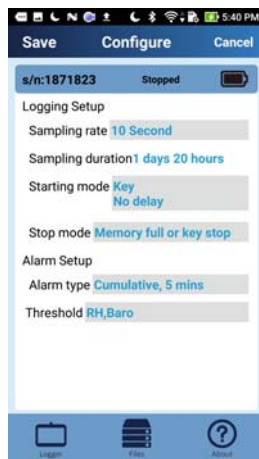 5:40 PM
Save Configure Cancel
s/n:1871823 Stopped
Logging Setup
Sampling rate 10 Second
Sampling duration1 days 20 hours
Starting mode Key
No delay
Stop mode Memory full or key stop
Alarm Setup
Alarm type Cumulative, 5 mins
Threshold RH,Baro
Logger Files About